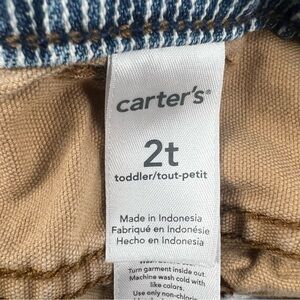 carter's®
2t
toddler/tout-petit
Made in Indonesia
Fabriqué en Indonésie
Hecho en Indonesia
Turn garment inside out.
Machine wash cold with
like colors.
Use only non-chlorine